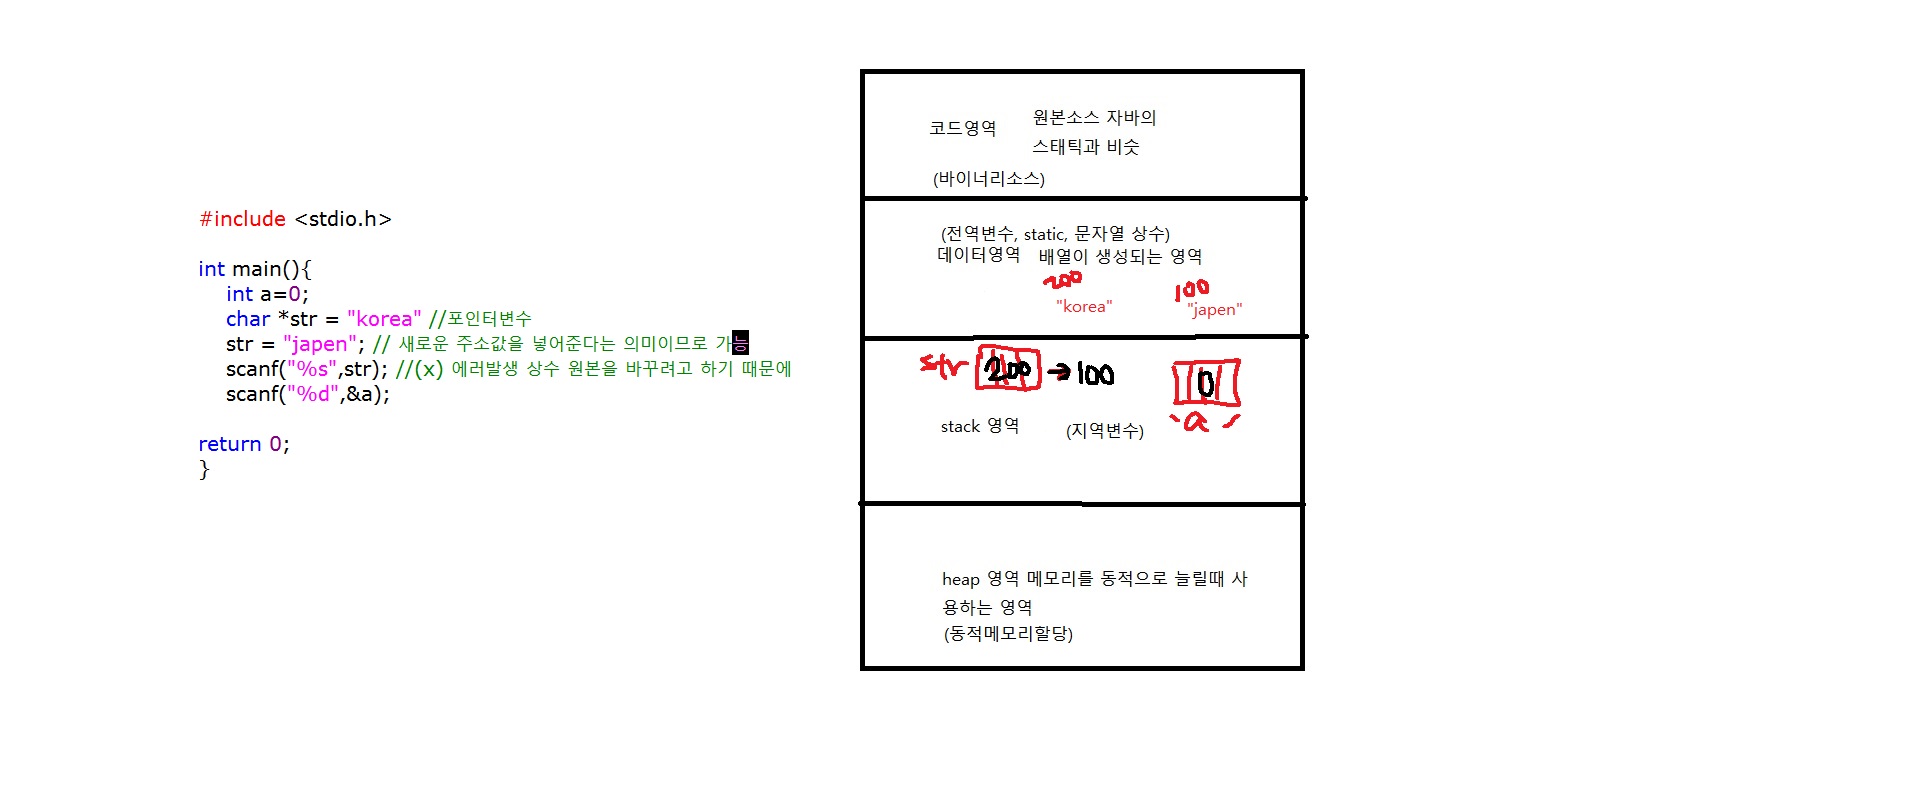 #include <stdio.h>
int main(){
int a=0;
char *str = "korea" //포인터변수
str = "japen"; // 새로운 주소값을 넣어준다는 의미이므로 가능
scanf("%s",str); //(x) 에러발생 상수 원본을 바꾸려고 하기 때문에
scanf("%d",&a);
return 0;
}
코드영역
원본소스 자바의
스태틱과 비슷
(바이너리소스)
(전역변수, static, 문자열 상수)
데이터영역 배열이 생성되는 영역
200 100
"korea" "japen"
str 200 → 100 0
a
stack 영역 (지역변수)
heap 영역 메모리를 동적으로 늘릴때 사
용하는 영역
(동적메모리할당)